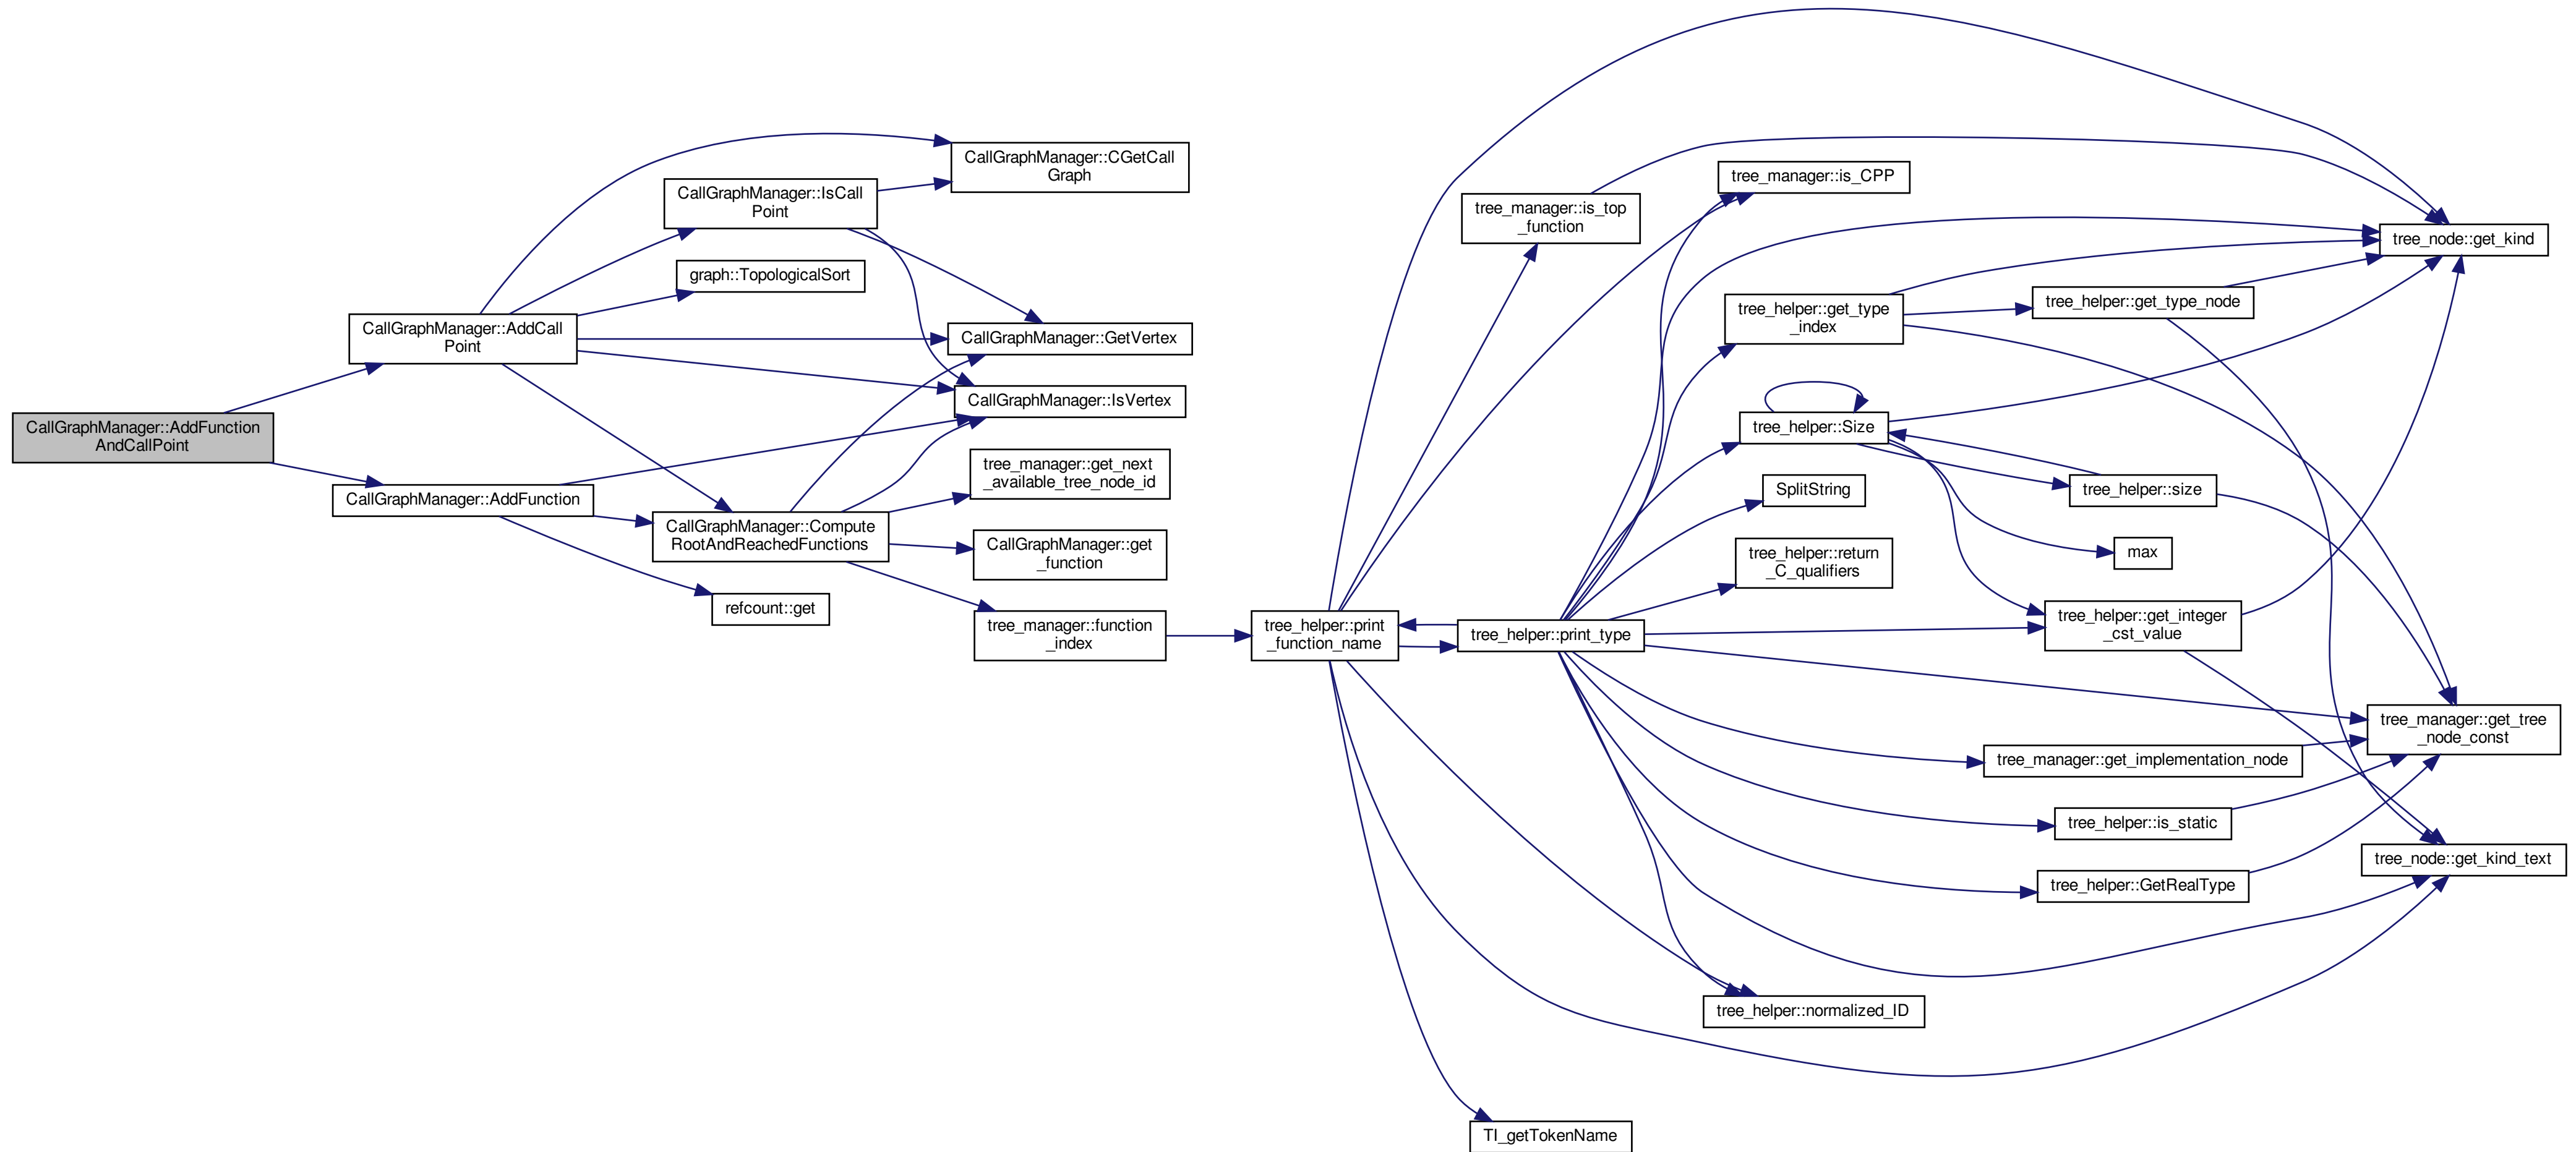 CallGraphManager::AddFunction
AndCallPoint
CallGraphManager::AddCall
Point
CallGraphManager::AddFunction
CallGraphManager::IsCall
Point
graph::TopologicalSort
CallGraphManager::Compute
RootAndReachedFunctions
refcount::get
CallGraphManager::CGetCall
Graph
CallGraphManager::GetVertex
CallGraphManager::IsVertex
tree_manager::get_next
_available_tree_node_id
CallGraphManager::get
_function
tree_manager::function
_index
tree_helper::print
_function_name
tree_manager::is_top
_function
tree_helper::print_type
TI_getTokenName
tree_manager::is_CPP
tree_helper::get_type
_index
tree_helper::Size
SplitString
tree_helper::return
_C_qualifiers
tree_helper::normalized_ID
tree_helper::get_type_node
tree_helper::size
max
tree_helper::get_integer
_cst_value
tree_manager::get_implementation_node
tree_helper::is_static
tree_helper::GetRealType
tree_node::get_kind
tree_manager::get_tree
_node_const
tree_node::get_kind_text